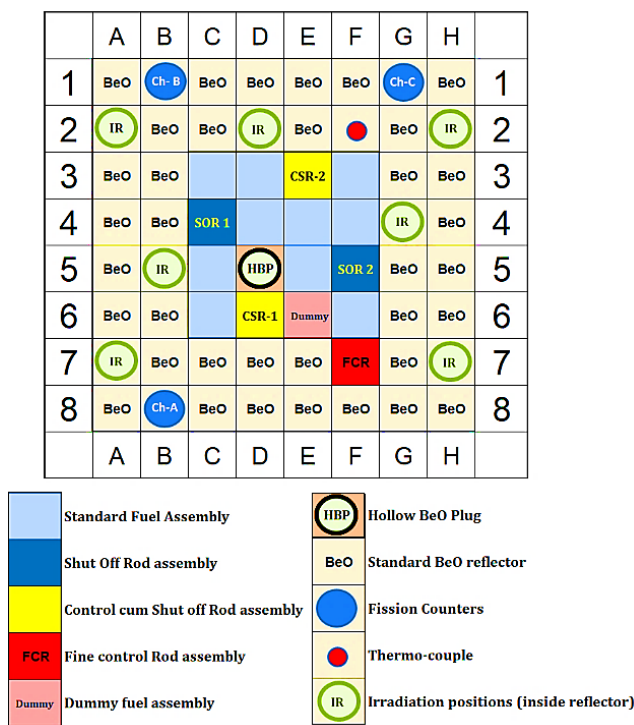 A B C D E F G H
1 BeO Ch- B BeO BeO BeO BeO Ch-C BeO 1
2 IR BeO BeO IR BeO BeO IR 2
3 BeO BeO CSR-2 BeO BeO 3
4 BeO BeO SOR 1 IR BeO 4
5 BeO IR HBP SOR 2 BeO BeO 5
6 BeO BeO CSR-1 Dummy BeO BeO 6
7 IR BeO BeO BeO BeO FCR BeO IR 7
8 BeO Ch-A BeO BeO BeO BeO BeO BeO 8
A B C D E F G H
Standard Fuel Assembly
Shut Off Rod assembly
Control cum Shut off Rod assembly
FCR Fine control Rod assembly
Dummy Dummy fuel assembly
HBP Hollow BeO Plug
BeO Standard BeO reflector
Fission Counters
Thermo-couple
IR Irradiation positions (inside reflector)